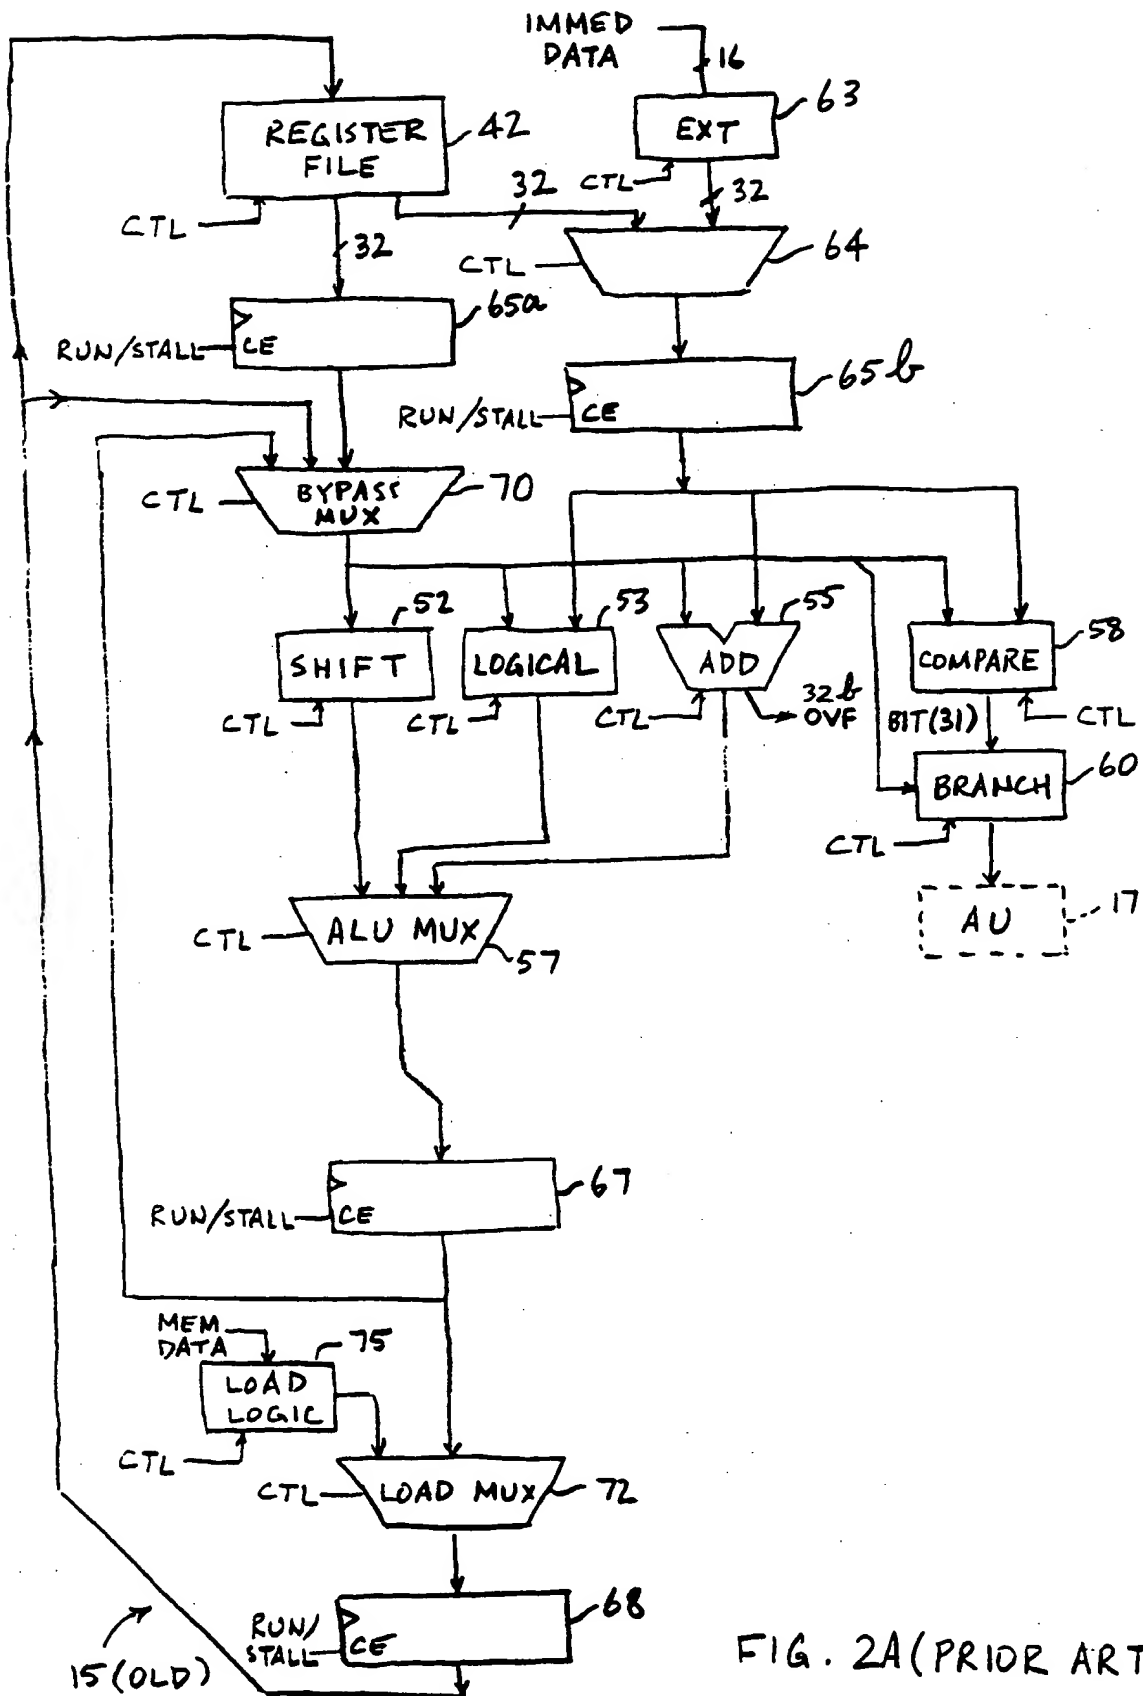 IMMED
DATA
16
63
EXT
REGISTER
FILE
42
CTL
32
CTL
32
CTL
32
64
CTL
65a
RUN/STALL
CE
65b
RUN/STALL
CE
BYPASS
MUX
70
CTL
52
SHIFT
CTL
53
LOGICAL
CTL
55
ADD
CTL
32b
OVF
58
COMPARE
BIT(31)
CTL
60
BRANCH
CTL
AU
17
CTL
ALU MUX
57
67
RUN/STALL
CE
MEM
DATA
75
LOAD
LOGIC
CTL
CTL
LOAD MUX
72
68
RUN/
STALL
CE
15(OLD)
FIG. 2A(PRIOR ART